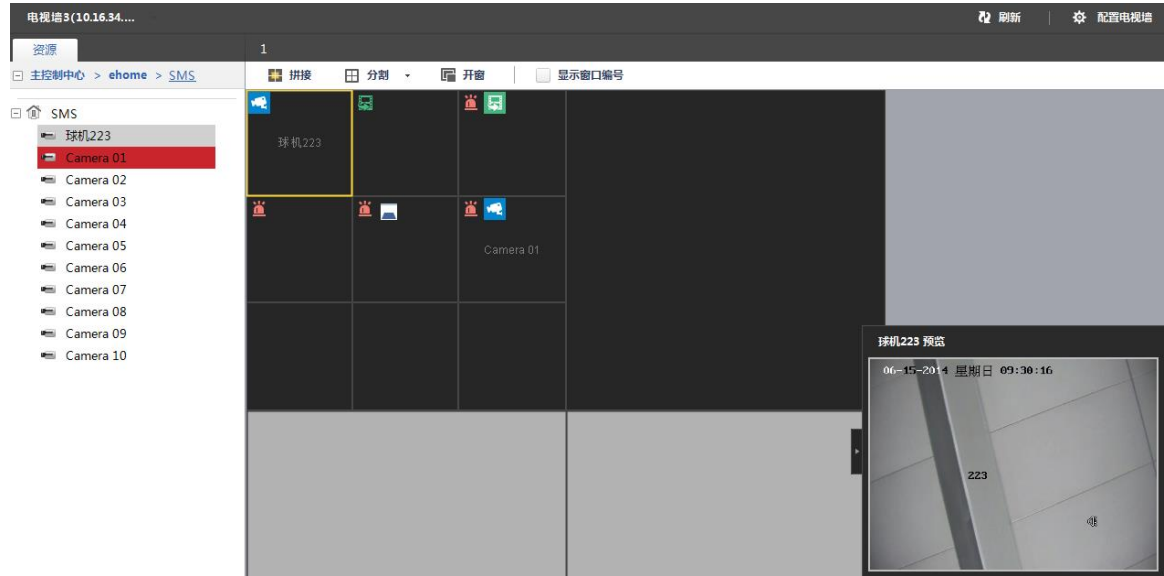 电视墙3(10.16.34....
刷新
配置电视墙
资源
1
主控制中心 > ehome > SMS
拼接
分割
开窗
显示窗口编号
SMS
球机223
Camera 01
Camera 02
Camera 03
Camera 04
Camera 05
Camera 06
Camera 07
Camera 08
Camera 09
Camera 10
球机223
Camera 01
球机223 预览
06-15-2014 星期日 09:30:16
223